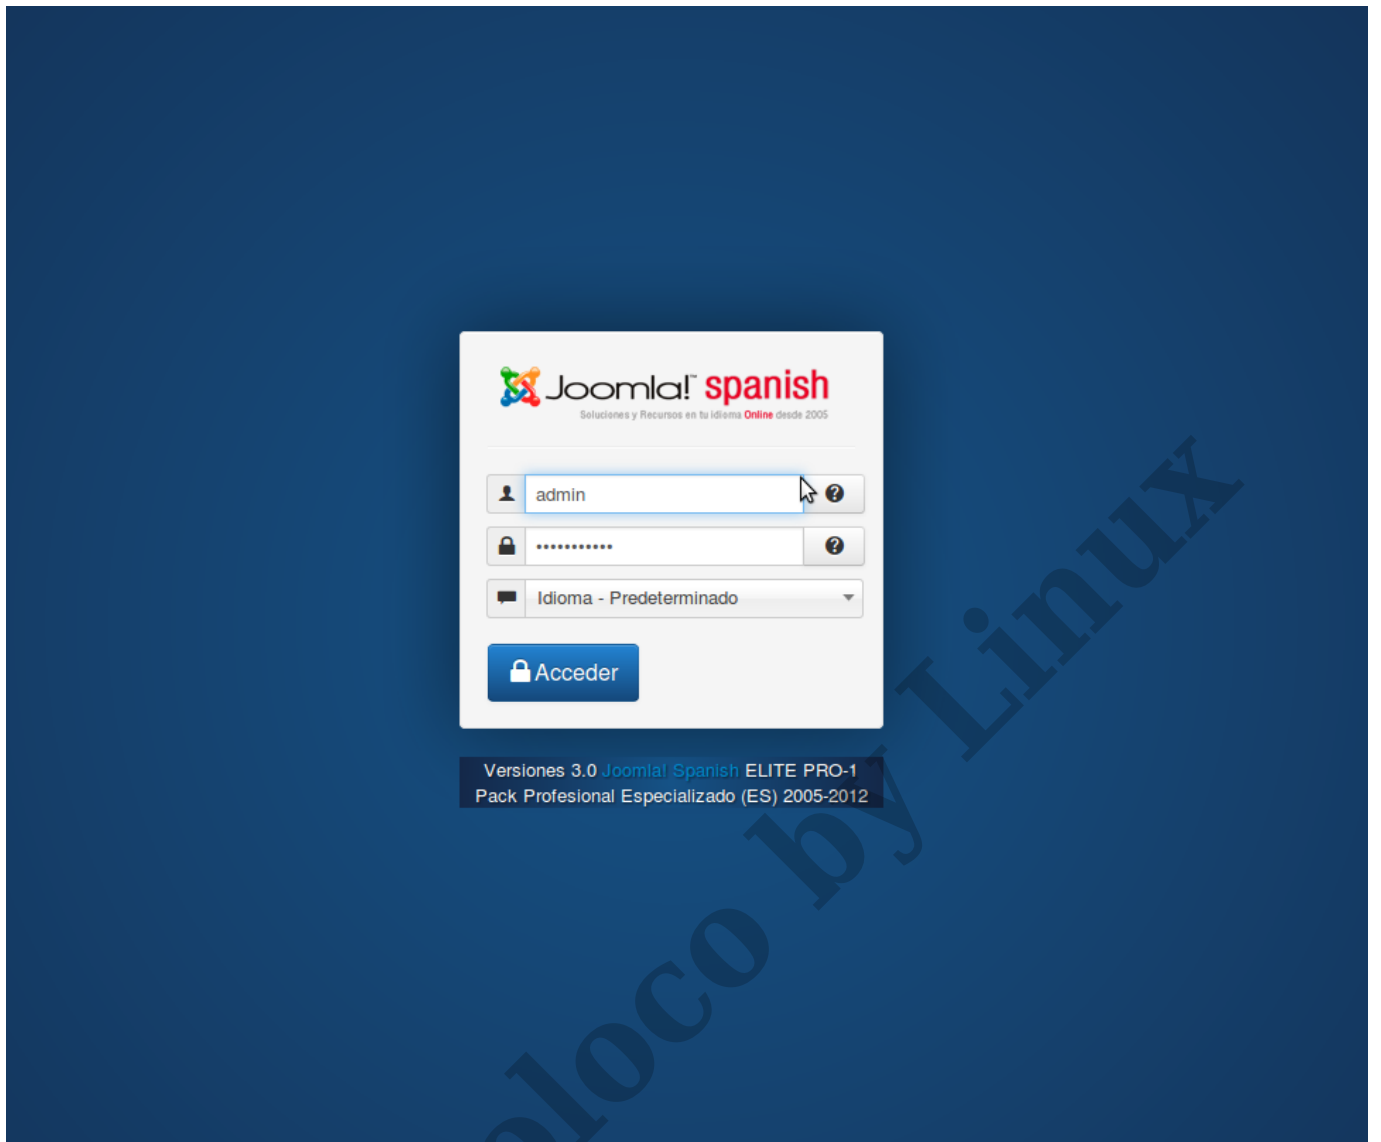 Joomla!™ spanish
Soluciones y Recursos en tu idioma Online desde 2005
admin
•••••••••••
Idioma - Predeterminado
Acceder
Versiones 3.0 Joomla! Spanish ELITE PRO-1
Pack Profesional Especializado (ES) 2005-2012
by Linux